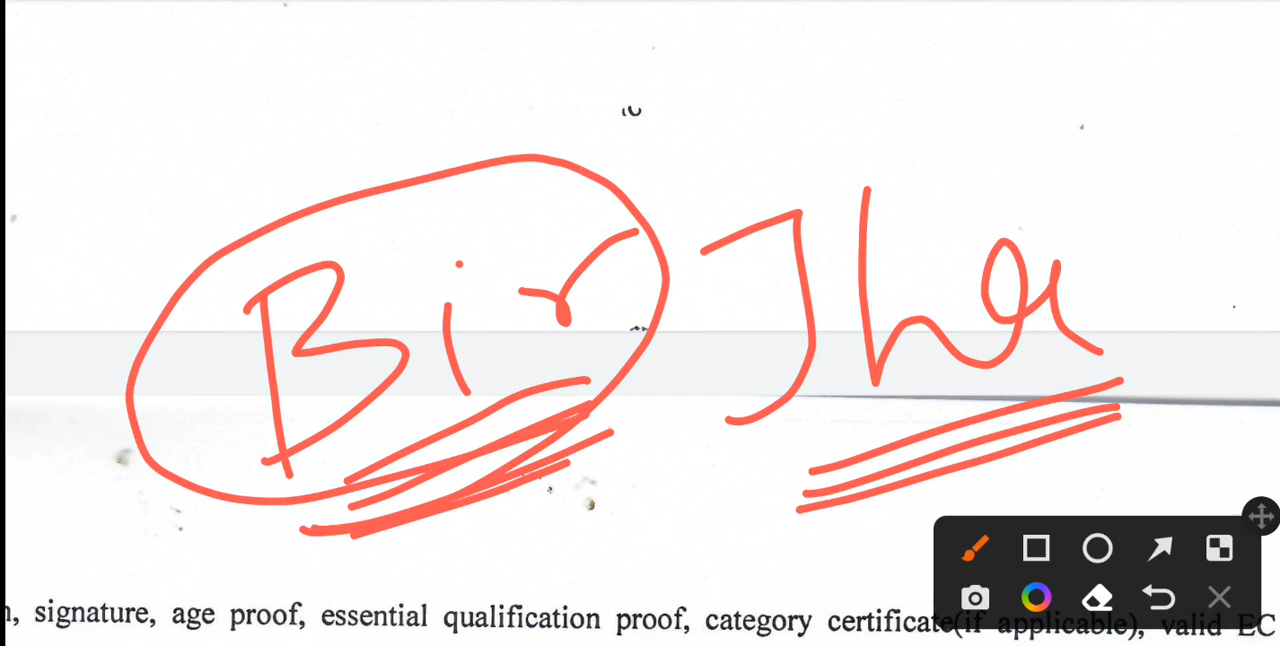 Bir Jha
, signature, age proof, essential qualification proof, category certificate(if applicable), valid EC